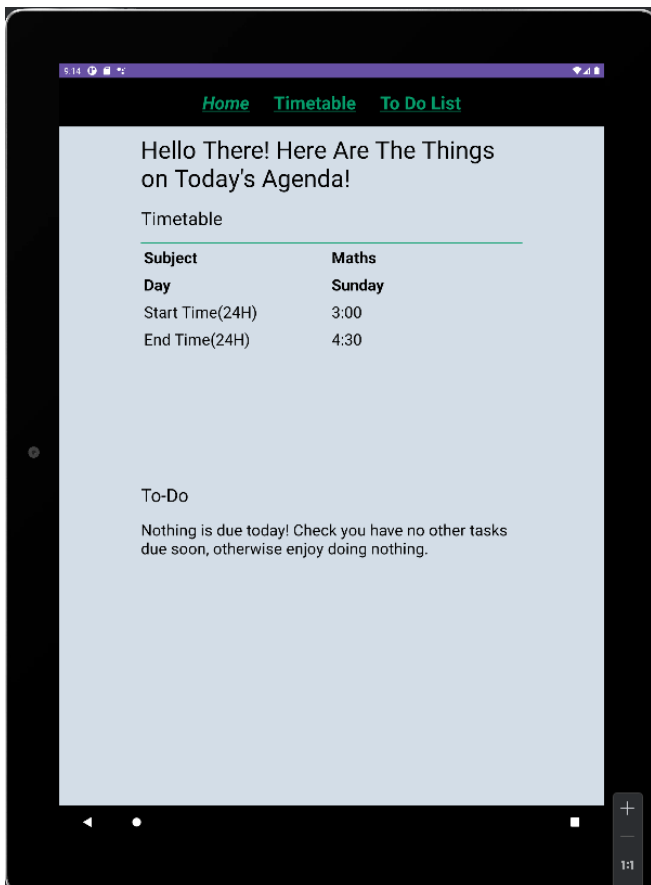 9:14
Home Timetable To Do List
Hello There! Here Are The Things
on Today's Agenda!
Timetable
Subject Maths
Day Sunday
Start Time(24H) 3:00
End Time(24H) 4:30
To-Do
Nothing is due today! Check you have no other tasks
due soon, otherwise enjoy doing nothing.
1:1